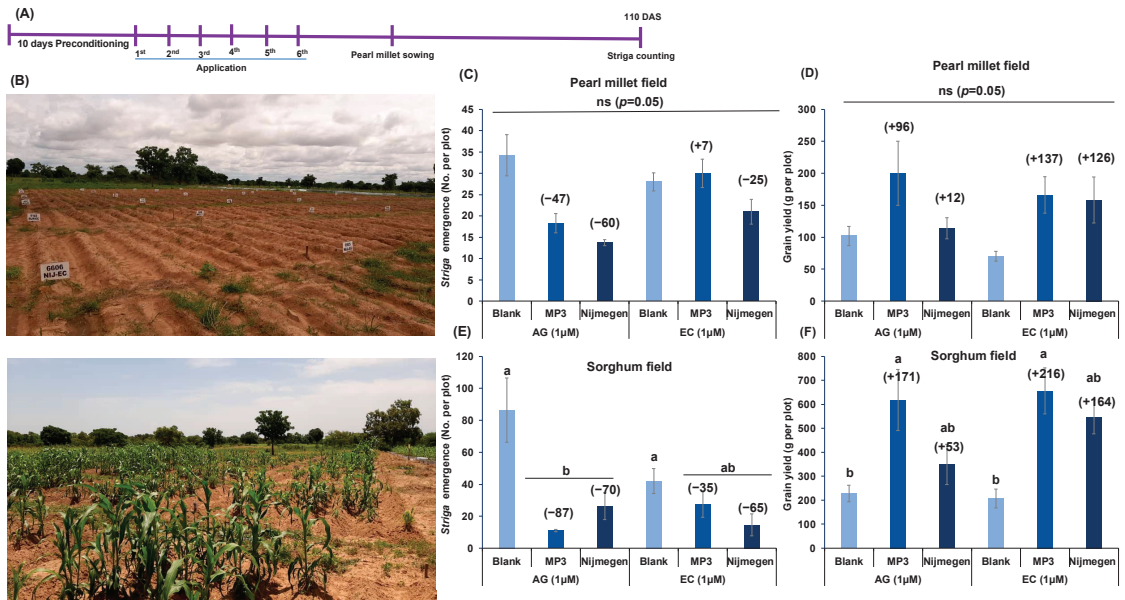 (A)
110 DAS
10 days Preconditioning
1st 2nd 3rd 4th 5th 6th
Application
Pearl millet sowing
Striga counting
(B)
6606
NIJ-EC
(C)
Pearl millet field
ns (p=0.05)
Striga emergence (No. per plot)
45
40
35
30
25
20
15
10
5
0
(−47)
(−60)
(+7)
(−25)
Blank MP3 Nijmegen Blank MP3 Nijmegen
AG (1µM) EC (1µM)
(D)
Pearl millet field
ns (p=0.05)
Grain yield (g per plot)
300
250
200
150
100
50
0
(+96)
(+12)
(+137)
(+126)
Blank MP3 Nijmegen Blank MP3 Nijmegen
AG (1µM) EC (1µM)
(E)
Sorghum field
Striga emergence (No. per plot)
120
100
80
60
40
20
0
a
b
(−87)
(−70)
a
ab
(−35)
(−65)
Blank MP3 Nijmegen Blank MP3 Nijmegen
AG (1µM) EC (1µM)
(F)
Sorghum field
Grain yield (g per plot)
800
700
600
500
400
300
200
100
0
b
a
(+171)
ab
(+53)
b
a
(+216)
ab
(+164)
Blank MP3 Nijmegen Blank MP3 Nijmegen
AG (1µM) EC (1µM)